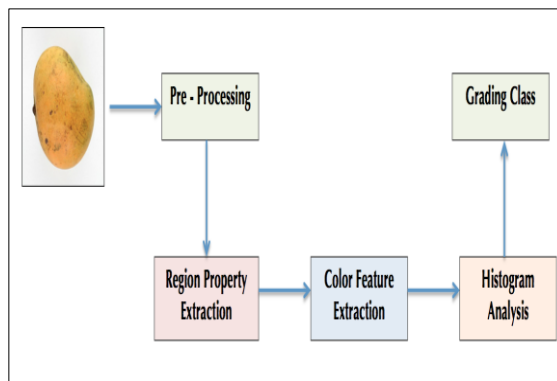 Pre - Processing
Grading Class
Region Property
Extraction
Color Feature
Extraction
Histogram
Analysis